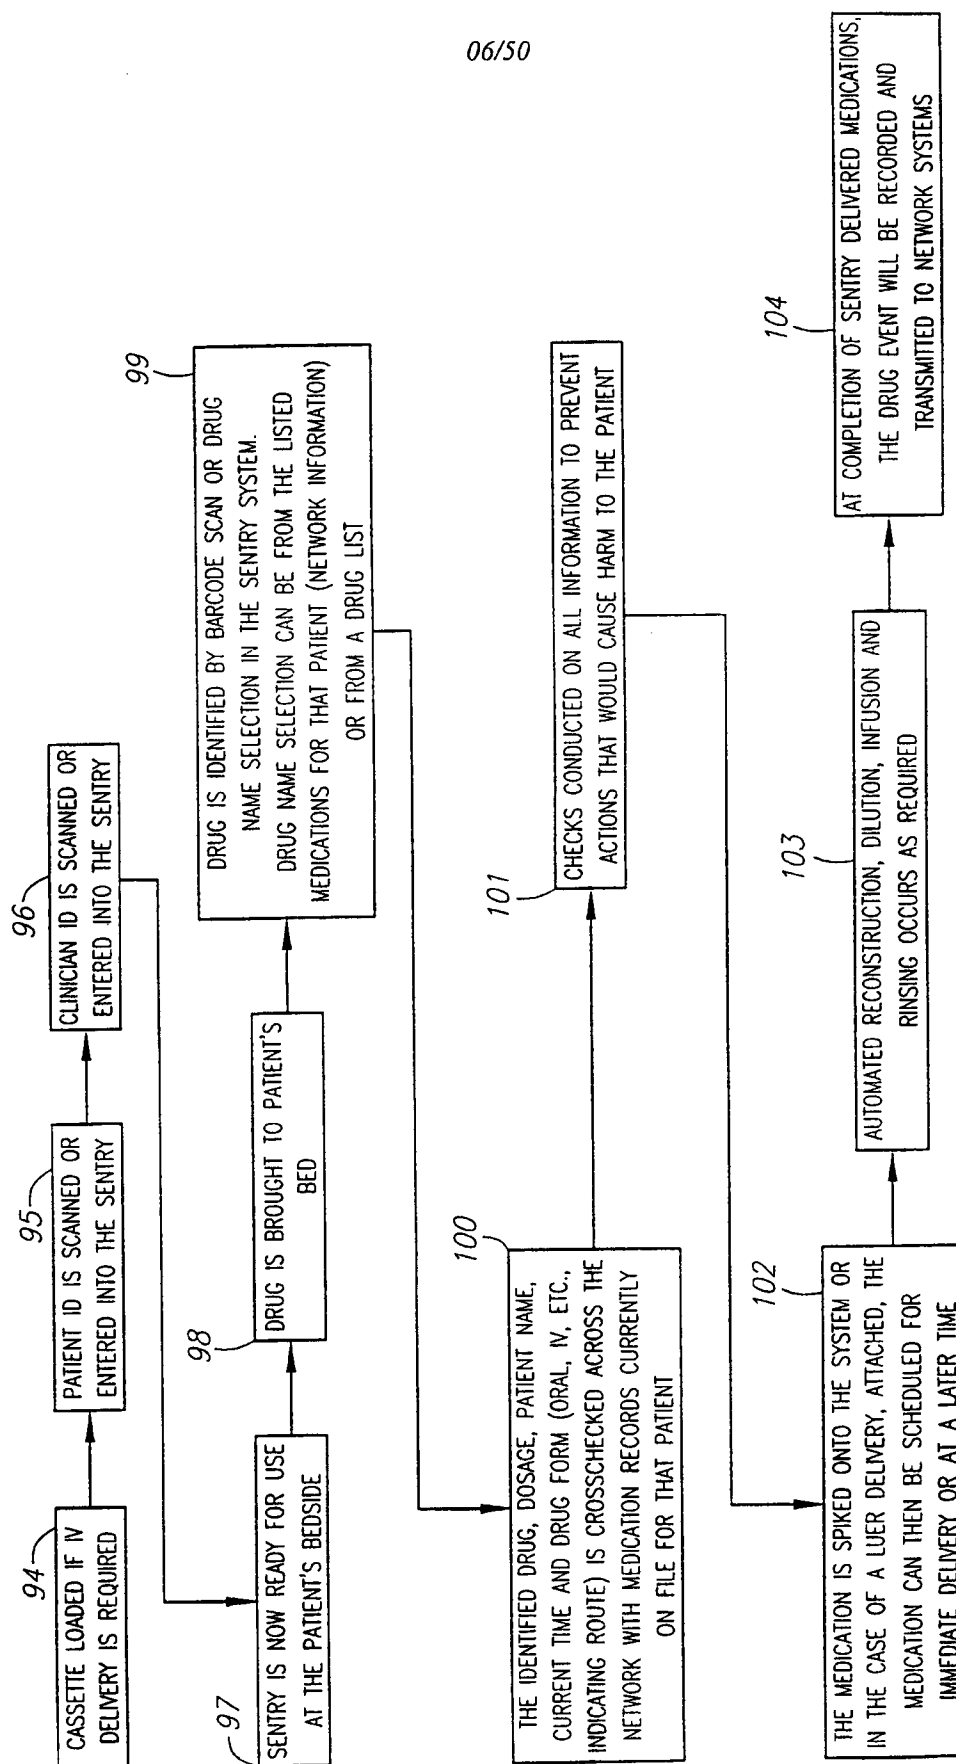 06/50
94
CASSETTE LOADED IF IV
DELIVERY IS REQUIRED
95
PATIENT ID IS SCANNED OR
ENTERED INTO THE SENTRY
96
CLINICIAN ID IS SCANNED OR
ENTERED INTO THE SENTRY
97
SENTRY IS NOW READY FOR USE
AT THE PATIENT'S BEDSIDE
98
DRUG IS BROUGHT TO PATIENT'S
BED
99
DRUG IS IDENTIFIED BY BARCODE SCAN OR DRUG
NAME SELECTION IN THE SENTRY SYSTEM.
DRUG NAME SELECTION CAN BE FROM THE LISTED
MEDICATIONS FOR THAT PATIENT (NETWORK INFORMATION)
OR FROM A DRUG LIST
100
THE IDENTIFIED DRUG, DOSAGE, PATIENT NAME,
CURRENT TIME AND DRUG FORM (ORAL, IV, ETC.,
INDICATING ROUTE) IS CROSSCHECKED ACROSS THE
NETWORK WITH MEDICATION RECORDS CURRENTLY
ON FILE FOR THAT PATIENT
101
CHECKS CONDUCTED ON ALL INFORMATION TO PREVENT
ACTIONS THAT WOULD CAUSE HARM TO THE PATIENT
102
THE MEDICATION IS SPIKED ONTO THE SYSTEM OR
IN THE CASE OF A LUER DELIVERY, ATTACHED, THE
MEDICATION CAN THEN BE SCHEDULED FOR
IMMEDIATE DELIVERY OR AT A LATER TIME
103
AUTOMATED RECONSTRUCTION, DILUTION, INFUSION AND
RINSING OCCURS AS REQUIRED
104
AT COMPLETION OF SENTRY DELIVERED MEDICATIONS,
THE DRUG EVENT WILL BE RECORDED AND
TRANSMITTED TO NETWORK SYSTEMS